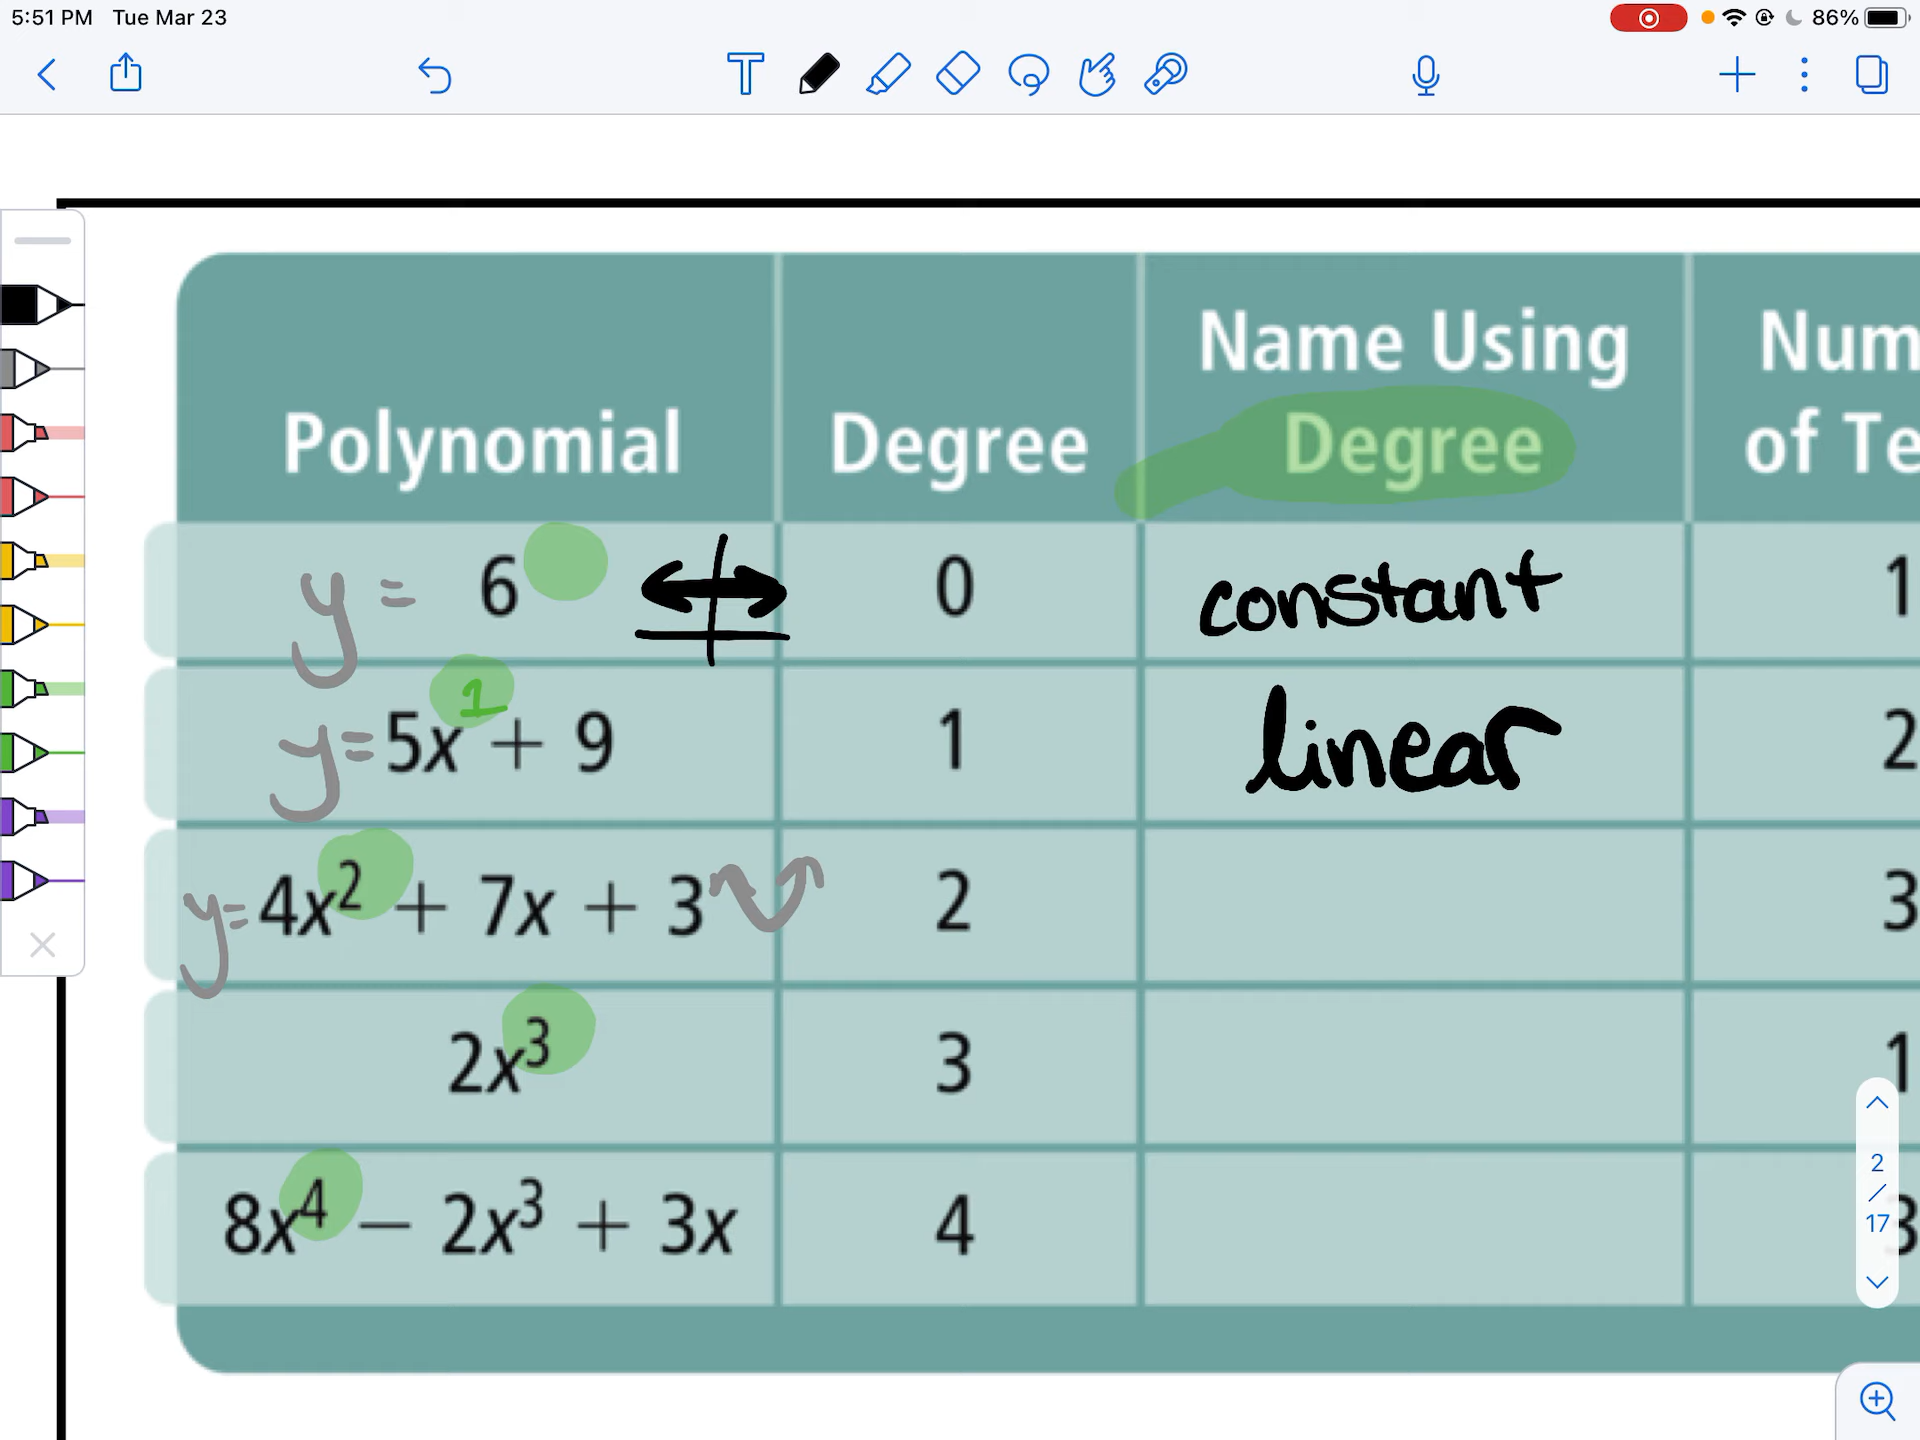 5:51 PM Tue Mar 23
86%
T
Polynomial
Degree
Name Using
Degree
Num
of Te
y = 6
0
constant
1
y = 5x¹ + 9
1
linear
2
y = 4x² + 7x + 3
2
3
2x³
3
1
8x⁴ − 2x³ + 3x
4
3
2
/
17